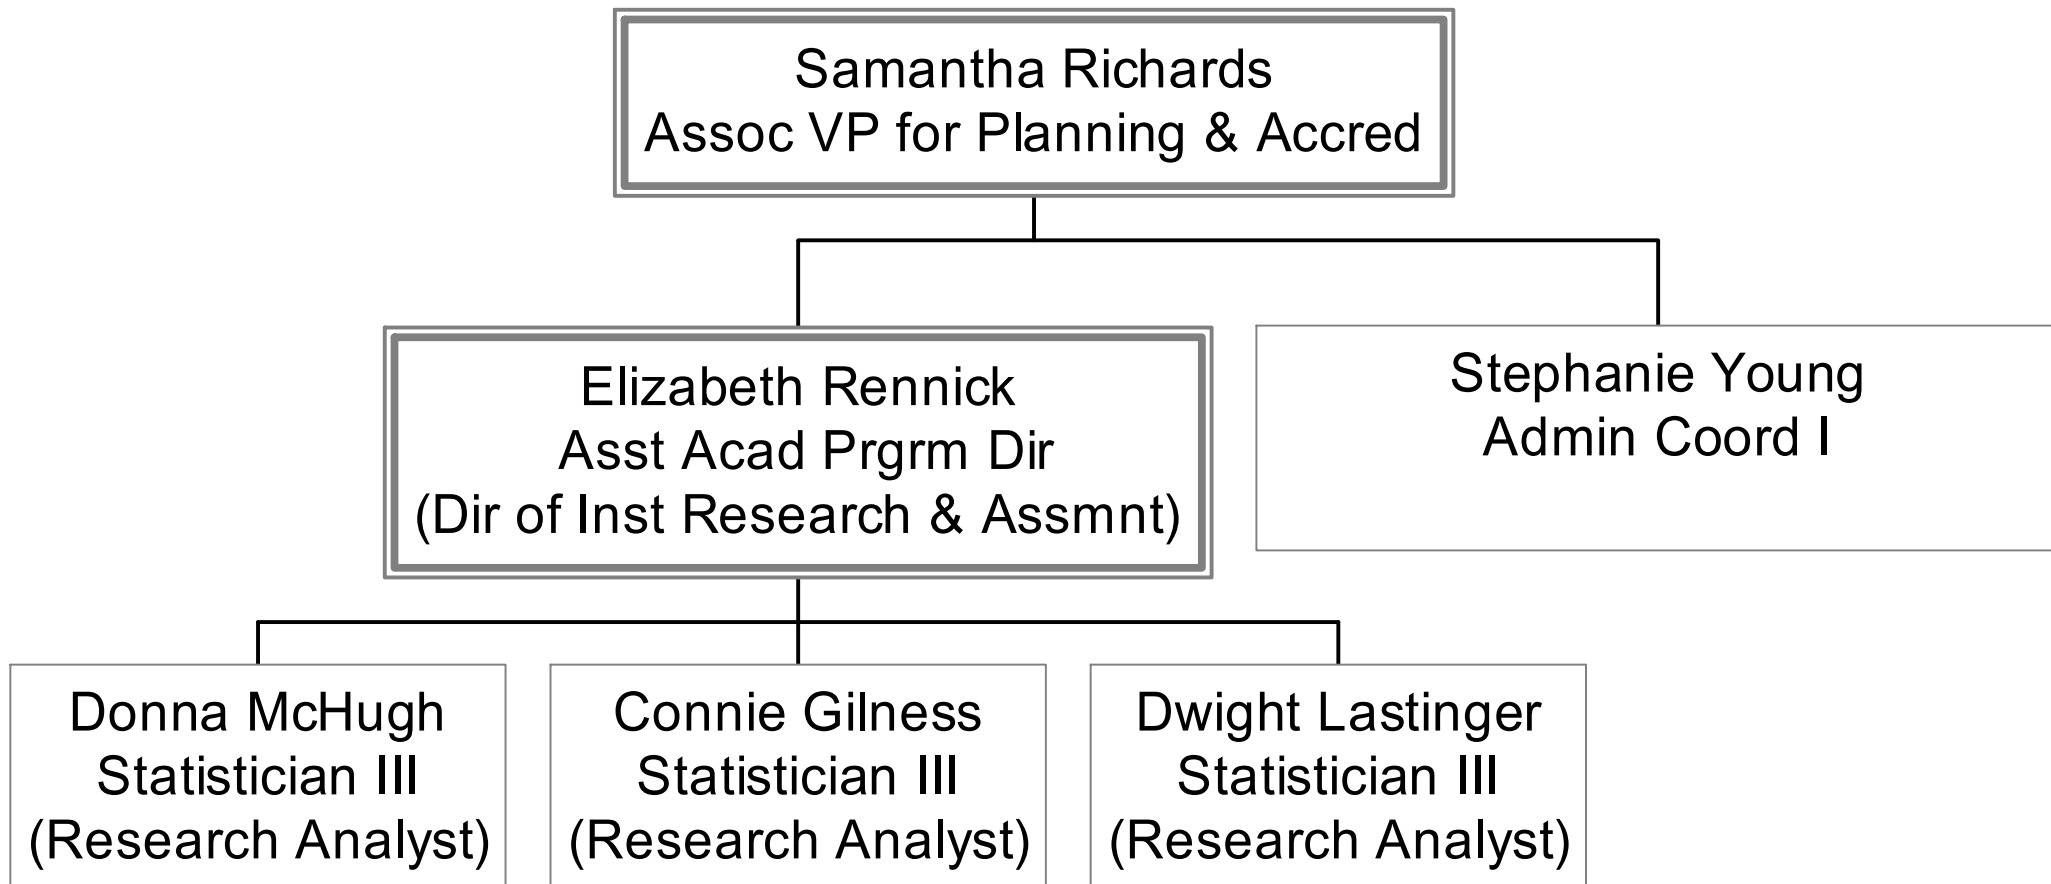 Samantha Richards
Assoc VP for Planning & Accred
Elizabeth Rennick
Asst Acad Prgrm Dir
(Dir of Inst Research & Assmnt)
Stephanie Young
Admin Coord I
Donna McHugh
Statistician III
(Research Analyst)
Connie Gilness
Statistician III
(Research Analyst)
Dwight Lastinger
Statistician III
(Research Analyst)